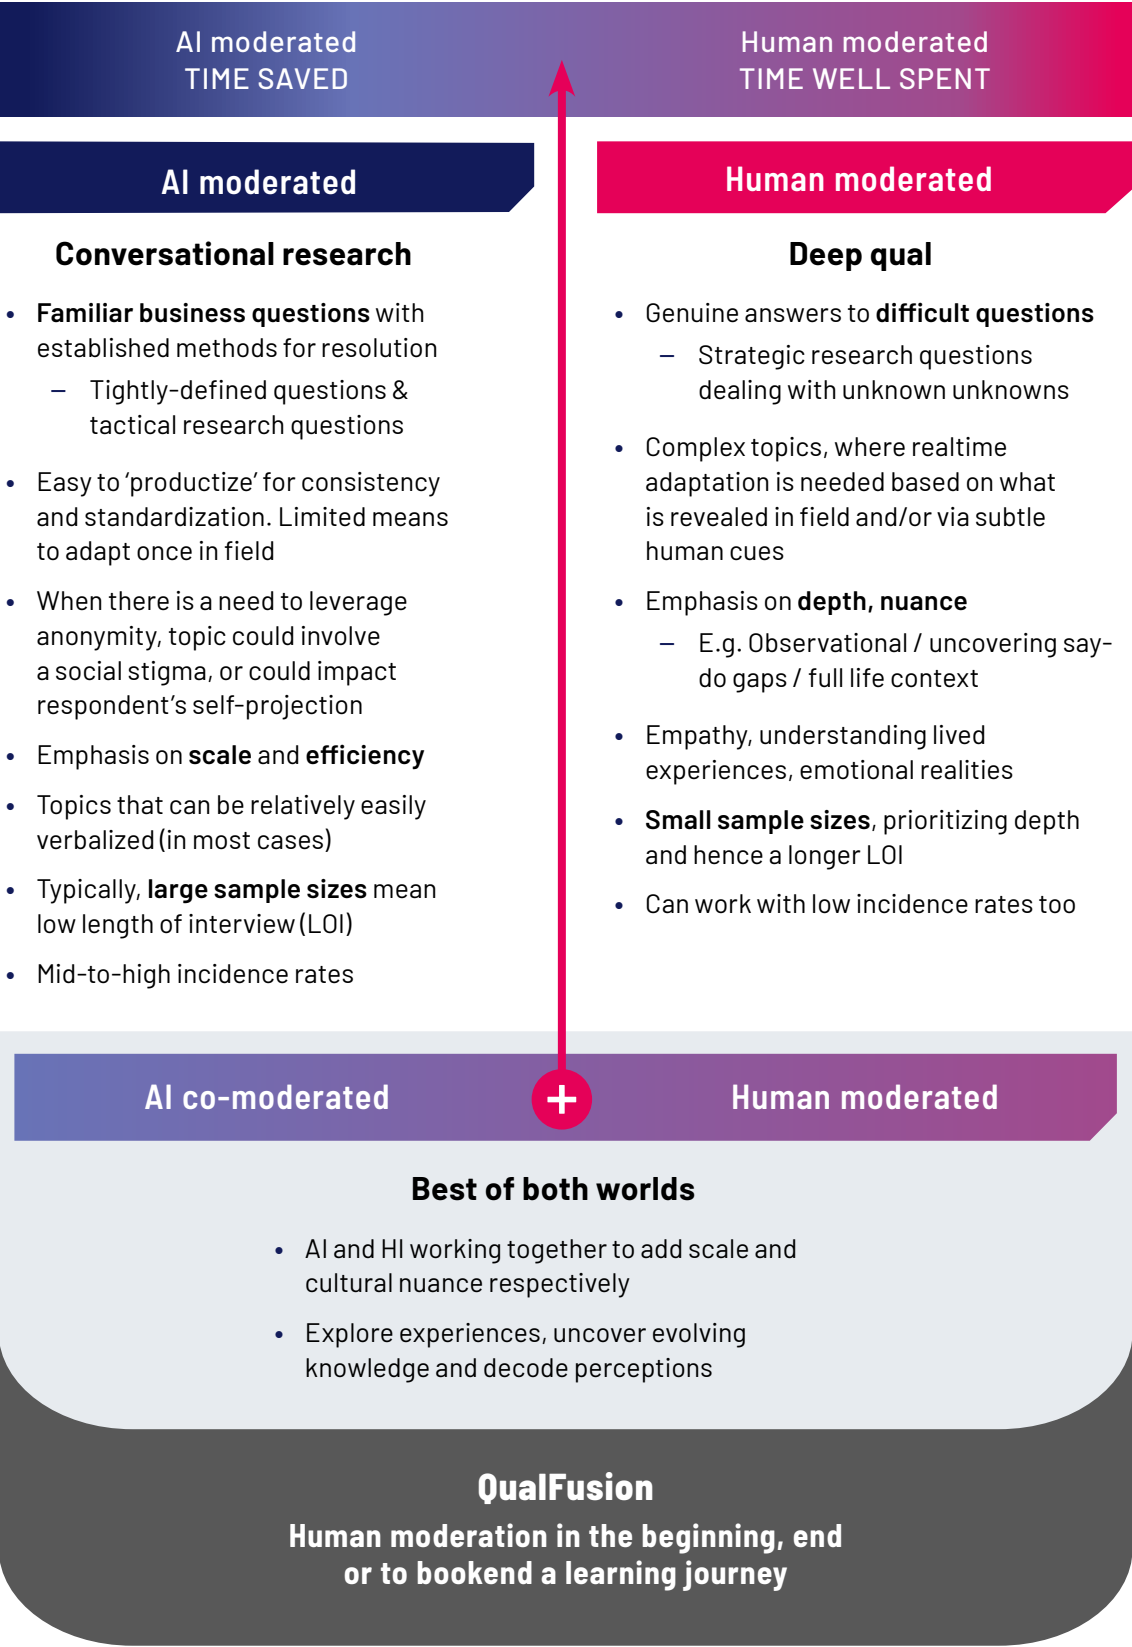 AI moderated
TIME SAVED
Human moderated
TIME WELL SPENT
AI moderated
Conversational research
• Familiar business questions with
established methods for resolution
– Tightly-defined questions &
tactical research questions
• Easy to ‘productize’ for consistency
and standardization. Limited means
to adapt once in field
• When there is a need to leverage
anonymity, topic could involve
a social stigma, or could impact
respondent’s self-projection
• Emphasis on scale and efficiency
• Topics that can be relatively easily
verbalized (in most cases)
• Typically, large sample sizes mean
low length of interview (LOI)
• Mid-to-high incidence rates
Human moderated
Deep qual
• Genuine answers to difficult questions
– Strategic research questions
dealing with unknown unknowns
• Complex topics, where realtime
adaptation is needed based on what
is revealed in field and/or via subtle
human cues
• Emphasis on depth, nuance
– E.g. Observational / uncovering say-
do gaps / full life context
• Empathy, understanding lived
experiences, emotional realities
• Small sample sizes, prioritizing depth
and hence a longer LOI
• Can work with low incidence rates too
AI co-moderated
+
Human moderated
Best of both worlds
• AI and HI working together to add scale and
cultural nuance respectively
• Explore experiences, uncover evolving
knowledge and decode perceptions
QualFusion
Human moderation in the beginning, end
or to bookend a learning journey